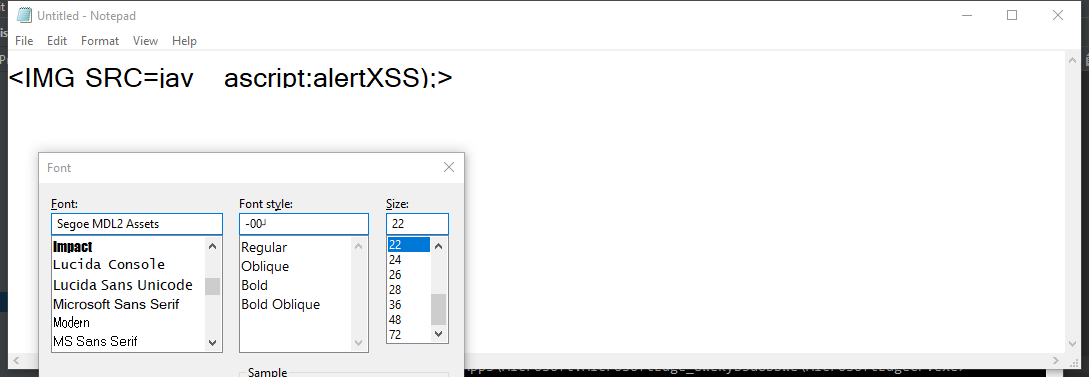 Untitled - Notepad
File Edit Format View Help
<IMG SRC=jav ascript:alertXSS);>
Font
Font: Font style: Size:
Segoe MDL2 Assets -00┘ 22
Impact Regular 22
Lucida Console Oblique 24
Lucida Sans Unicode Bold 26
Microsoft Sans Serif Bold Oblique 28
Modern 36
MS Sans Serif 48
72
Sample